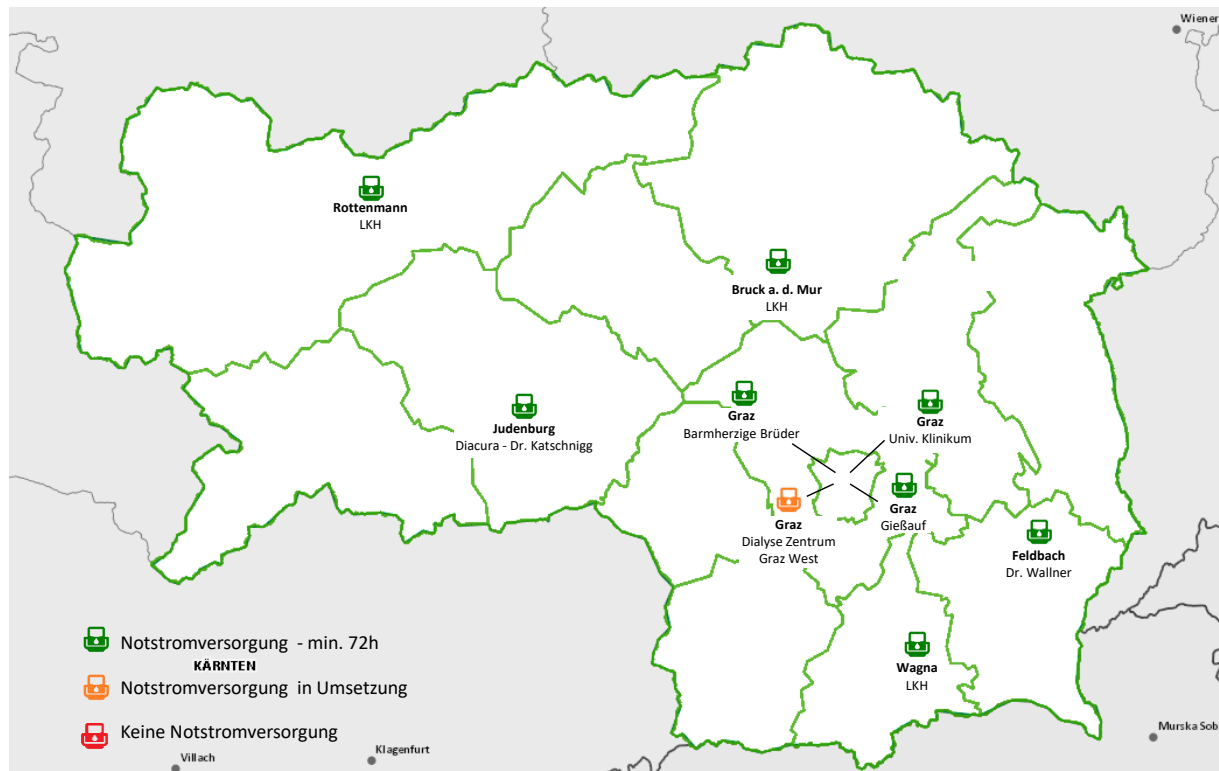 Wiener
Rottenmann
LKH
Bruck a. d. Mur
LKH
Judenburg
Diacura - Dr. Katschnigg
Graz
Barmherzige Brüder
Graz
Univ. Klinikum
Graz
Dialyse Zentrum
Graz West
Graz
Gießauf
Feldbach
Dr. Wallner
Wagna
LKH
Notstromversorgung - min. 72h
KÄRNTEN
Notstromversorgung in Umsetzung
Keine Notstromversorgung
Villach
Klagenfurt
Murska Sob